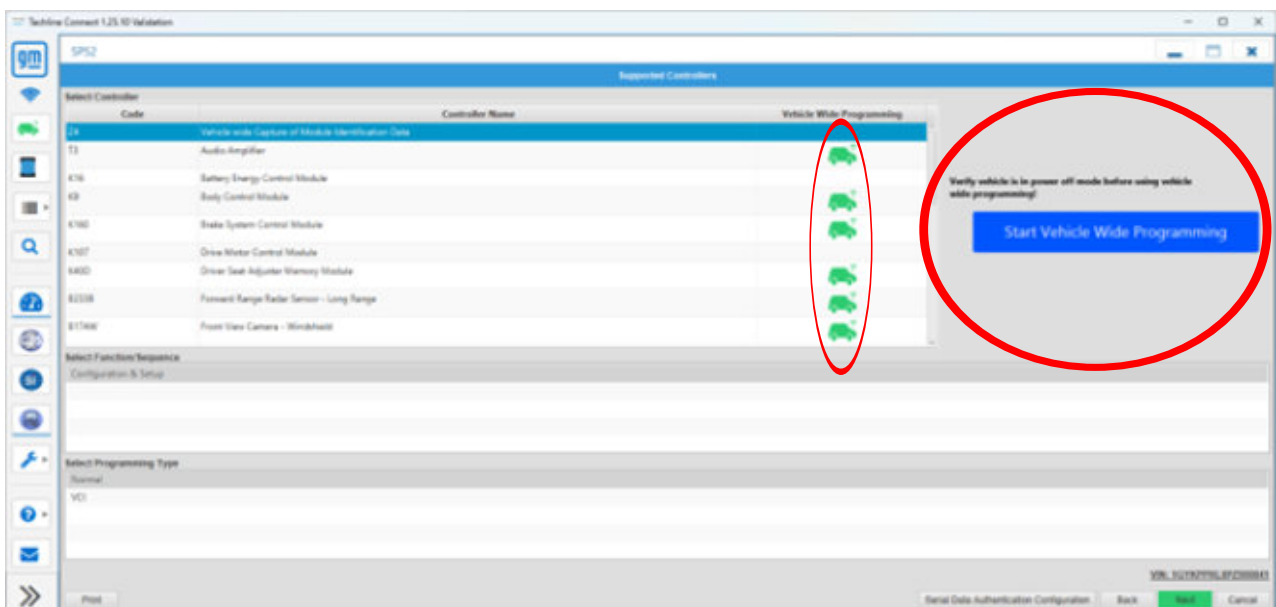 Techline Connect 1.25.10 Validation
gm
SPS2
Supported Controllers
Select Controller
Code Controller Name Vehicle Wide Programming
Z4 Vehicle wide Capture of Module Identification Data
T3 Audio Amplifier
K16 Battery Energy Control Module
K9 Body Control Module
K160 Brake System Control Module
K107 Drive Motor Control Module
K40D Driver Seat Adjuster Memory Module
B233B Forward Range Radar Sensor - Long Range
B174W Front View Camera - Windshield
Verify vehicle is in power off mode before using vehicle
wide programming!
Start Vehicle Wide Programming
Select Function/Sequence
Configuration & Setup
Select Programming Type
Normal
VCI
SI
VIN:
Print Serial Data Authentication Configuration Back Next Cancel